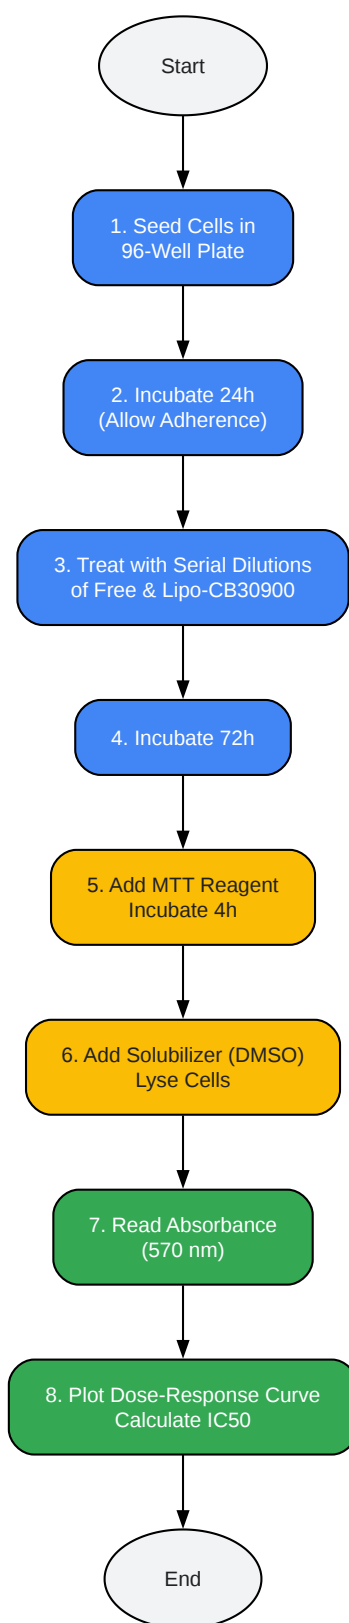 Start
1. Seed Cells in
96-Well Plate
2. Incubate 24h
(Allow Adherence)
3. Treat with Serial Dilutions
of Free & Lipo-CB30900
4. Incubate 72h
5. Add MTT Reagent
Incubate 4h
6. Add Solubilizer (DMSO)
Lyse Cells
7. Read Absorbance
(570 nm)
8. Plot Dose-Response Curve
Calculate IC50
End